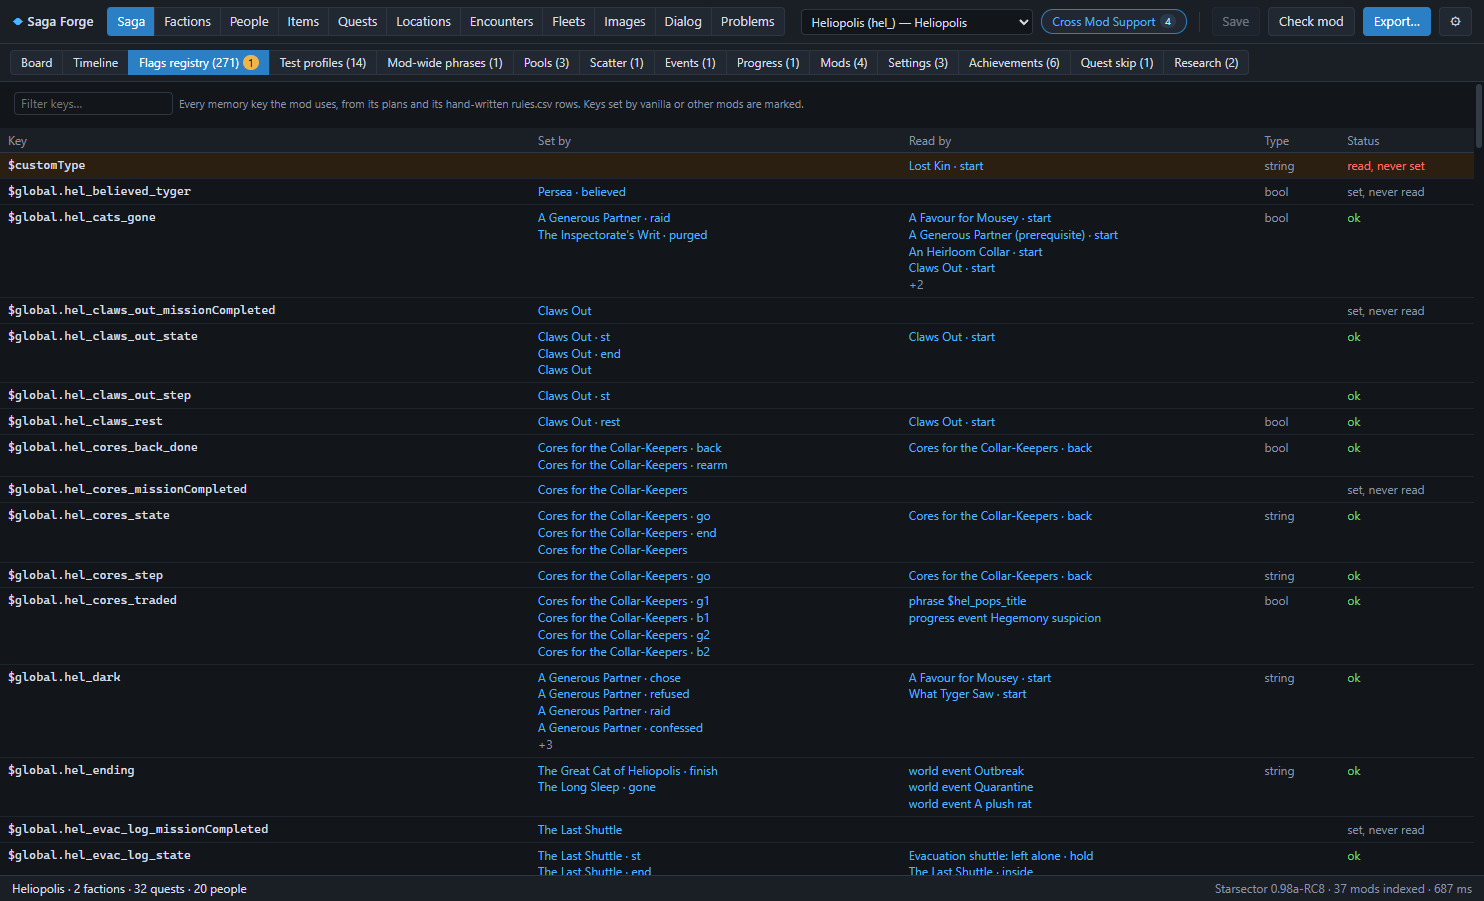 Saga Forge Saga Factions People Items Quests Locations Encounters Fleets Images Dialog Problems Heliopolis (hel_) — Heliopolis Cross Mod Support 4 Save Check mod Export... ⚙
Board Timeline Flags registry (271) 1 Test profiles (14) Mod-wide phrases (1) Pools (3) Scatter (1) Events (1) Progress (1) Mods (4) Settings (3) Achievements (6) Quest skip (1) Research (2)
Filter keys... Every memory key the mod uses, from its plans and its hand-written rules.csv rows. Keys set by vanilla or other mods are marked.
Key Set by Read by Type Status
$customType Lost Kin · start string read, never set
$global.hel_believed_tyger Persea · believed bool set, never read
$global.hel_cats_gone A Generous Partner · raid A Favour for Mousey · start bool ok
The Inspectorate's Writ · purged A Generous Partner (prerequisite) · start
An Heirloom Collar · start
Claws Out · start
+2
$global.hel_claws_out_missionCompleted Claws Out set, never read
$global.hel_claws_out_state Claws Out · st Claws Out · start ok
Claws Out · end
Claws Out
$global.hel_claws_out_step Claws Out · st ok
$global.hel_claws_rest Claws Out · rest Claws Out · start bool ok
$global.hel_cores_back_done Cores for the Collar-Keepers · back Cores for the Collar-Keepers · back bool ok
Cores for the Collar-Keepers · rearm
$global.hel_cores_missionCompleted Cores for the Collar-Keepers set, never read
$global.hel_cores_state Cores for the Collar-Keepers · go Cores for the Collar-Keepers · back string ok
Cores for the Collar-Keepers · end
Cores for the Collar-Keepers
$global.hel_cores_step Cores for the Collar-Keepers · go Cores for the Collar-Keepers · back string ok
$global.hel_cores_traded Cores for the Collar-Keepers · g1 phrase $hel_pops_title bool ok
Cores for the Collar-Keepers · b1 progress event Hegemony suspicion
Cores for the Collar-Keepers · g2
Cores for the Collar-Keepers · b2
$global.hel_dark A Generous Partner · chose A Favour for Mousey · start string ok
A Generous Partner · refused What Tyger Saw · start
A Generous Partner · raid
A Generous Partner · confessed
+3
$global.hel_ending The Great Cat of Heliopolis · finish world event Outbreak string ok
The Long Sleep · gone world event Quarantine
world event A plush rat
$global.hel_evac_log_missionCompleted The Last Shuttle set, never read
$global.hel_evac_log_state The Last Shuttle · st Evacuation shuttle: left alone · hold ok
The Last Shuttle · end The Last Shuttle · inside
Heliopolis · 2 factions · 32 quests · 20 people Starsector 0.98a-RC8 · 37 mods indexed · 687 ms